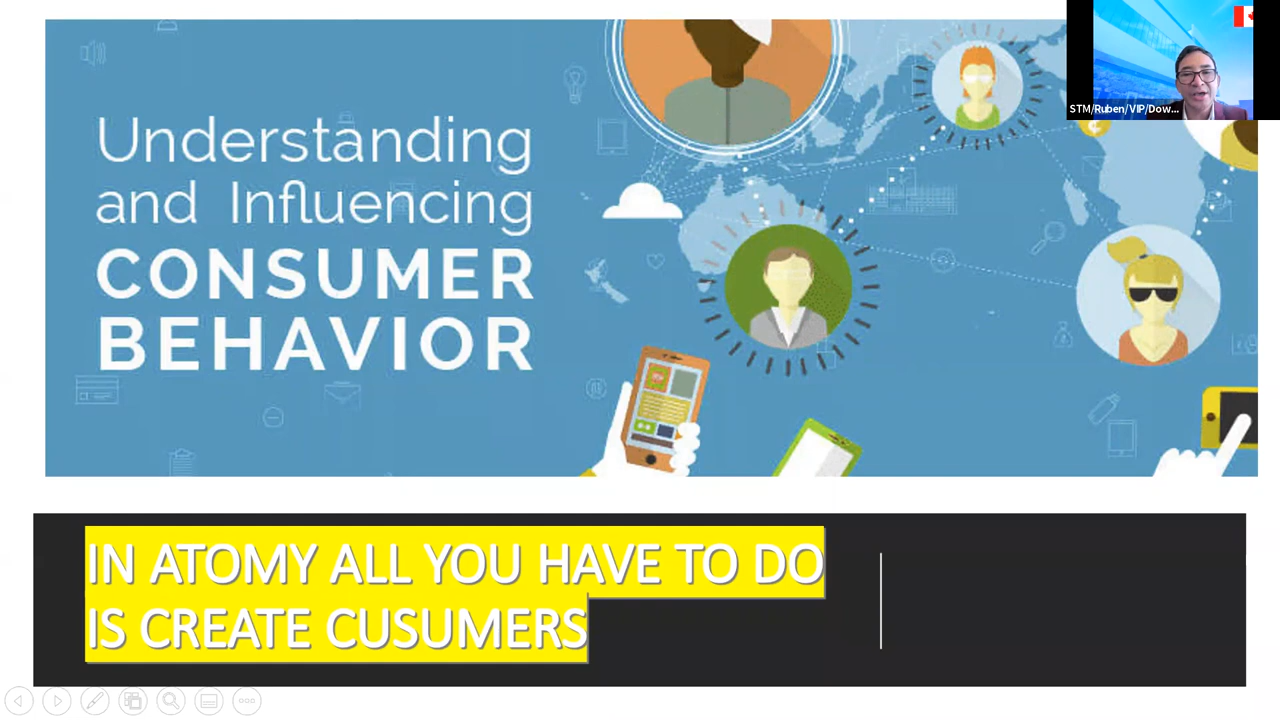 STM/Ruben/VIP/Dow...
Understanding
and Influencing
CONSUMER
BEHAVIOR
IN ATOMY ALL YOU HAVE TO DO
IS CREATE CUSUMERS